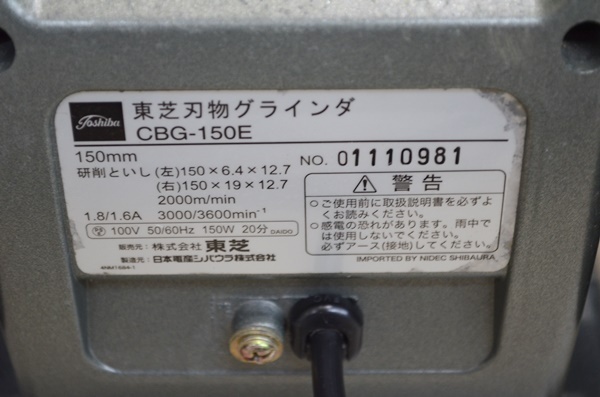 Toshiba
東芝刃物グラインダ
CBG-150E
150mm
NO. 01110981
研削といし(左)150×6.4×12.7
(右)150×19×12.7
2000m/min
1.8/1.6A 3000/3600min⁻¹
100V 50/60Hz 150W 20分 DAIDO
販売元:株式会社 東芝
製造元:日本電産シバウラ株式会社
警告
○ご使用前に取扱説明書を必ずよ
くお読みください。
○感電の恐れがあります。雨中で
は使用しないでください。
必ずアース(接地)してください。
IMPORTED BY NIDEC SHIBAURA